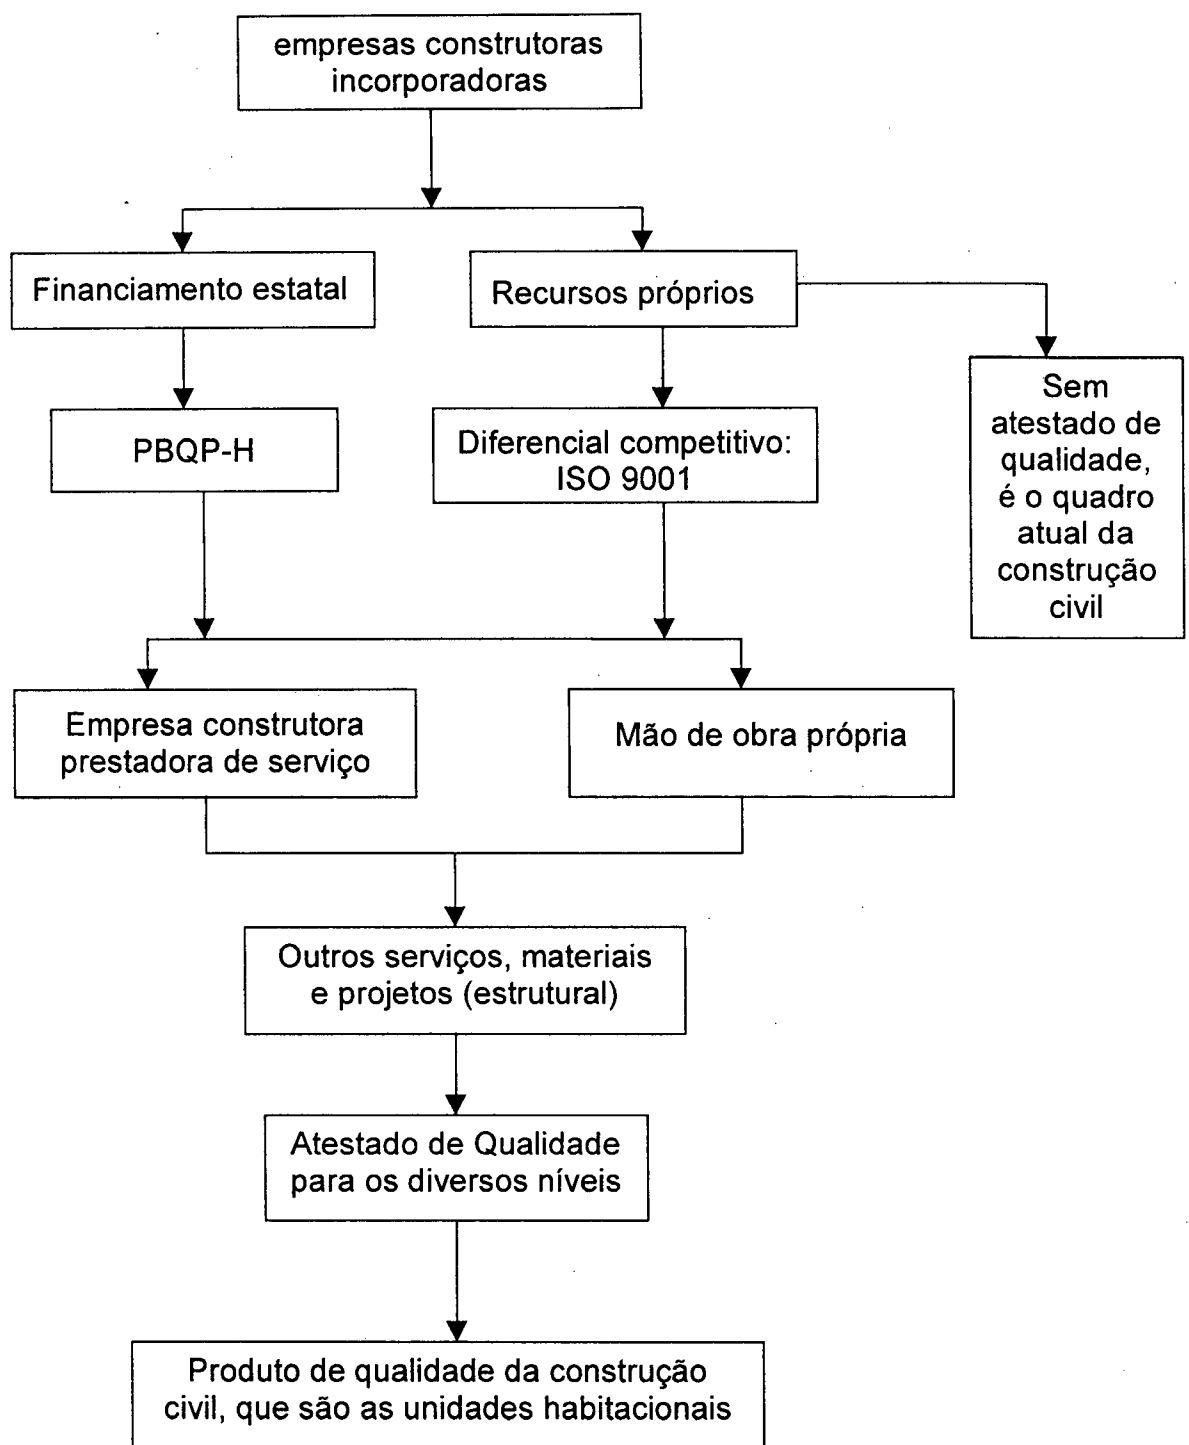 empresas construtoras
incorporadoras
Financiamento estatal
Recursos próprios
PBQP-H
Diferencial competitivo:
ISO 9001
Sem
atestado de
qualidade,
é o quadro
atual da
construção
civil
Empresa construtora
prestadora de serviço
Mão de obra própria
Outros serviços, materiais
e projetos (estrutural)
Atestado de Qualidade
para os diversos níveis
Produto de qualidade da construção
civil, que são as unidades habitacionais